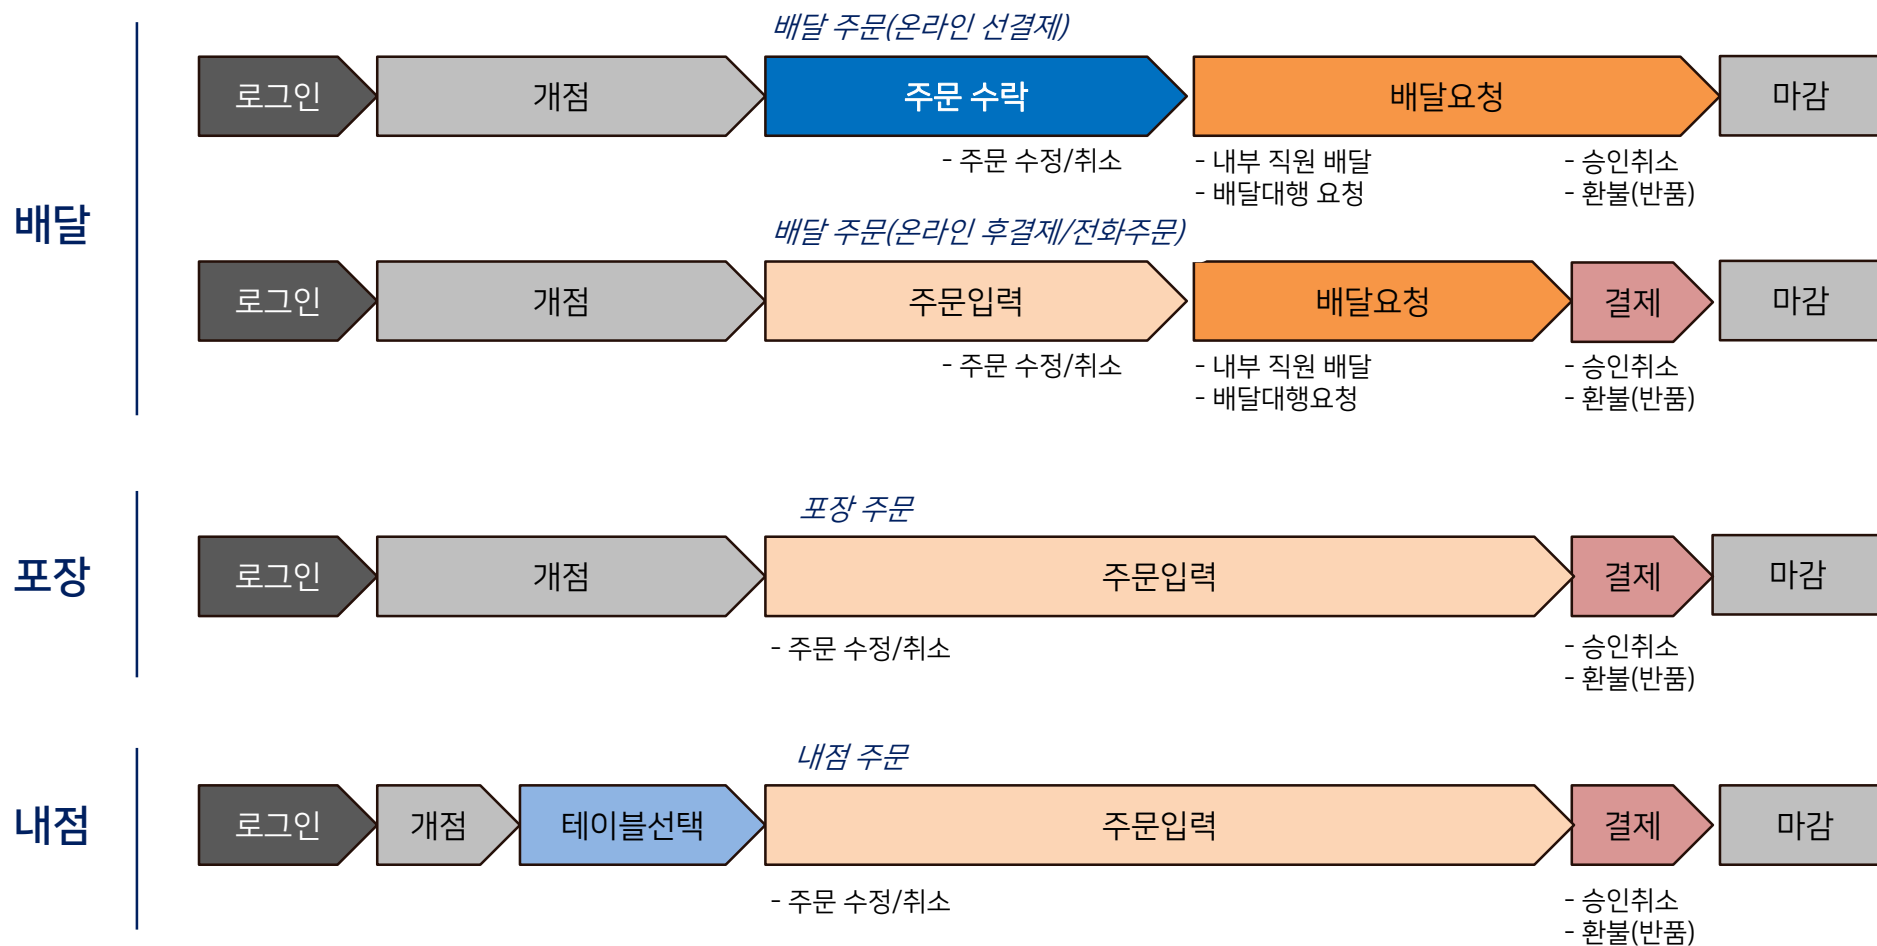 배달
배달 주문(온라인 선결제)
로그인
개점
주문 수락
배달요청
마감
- 주문 수정/취소
- 내부 직원 배달
- 배달대행 요청
- 승인취소
- 환불(반품)
배달 주문(온라인 후결제/전화주문)
로그인
개점
주문입력
배달요청
결제
마감
- 주문 수정/취소
- 내부 직원 배달
- 배달대행요청
- 승인취소
- 환불(반품)
포장
포장 주문
로그인
개점
주문입력
결제
마감
- 주문 수정/취소
- 승인취소
- 환불(반품)
내점
내점 주문
로그인
개점
테이블선택
주문입력
결제
마감
- 주문 수정/취소
- 승인취소
- 환불(반품)